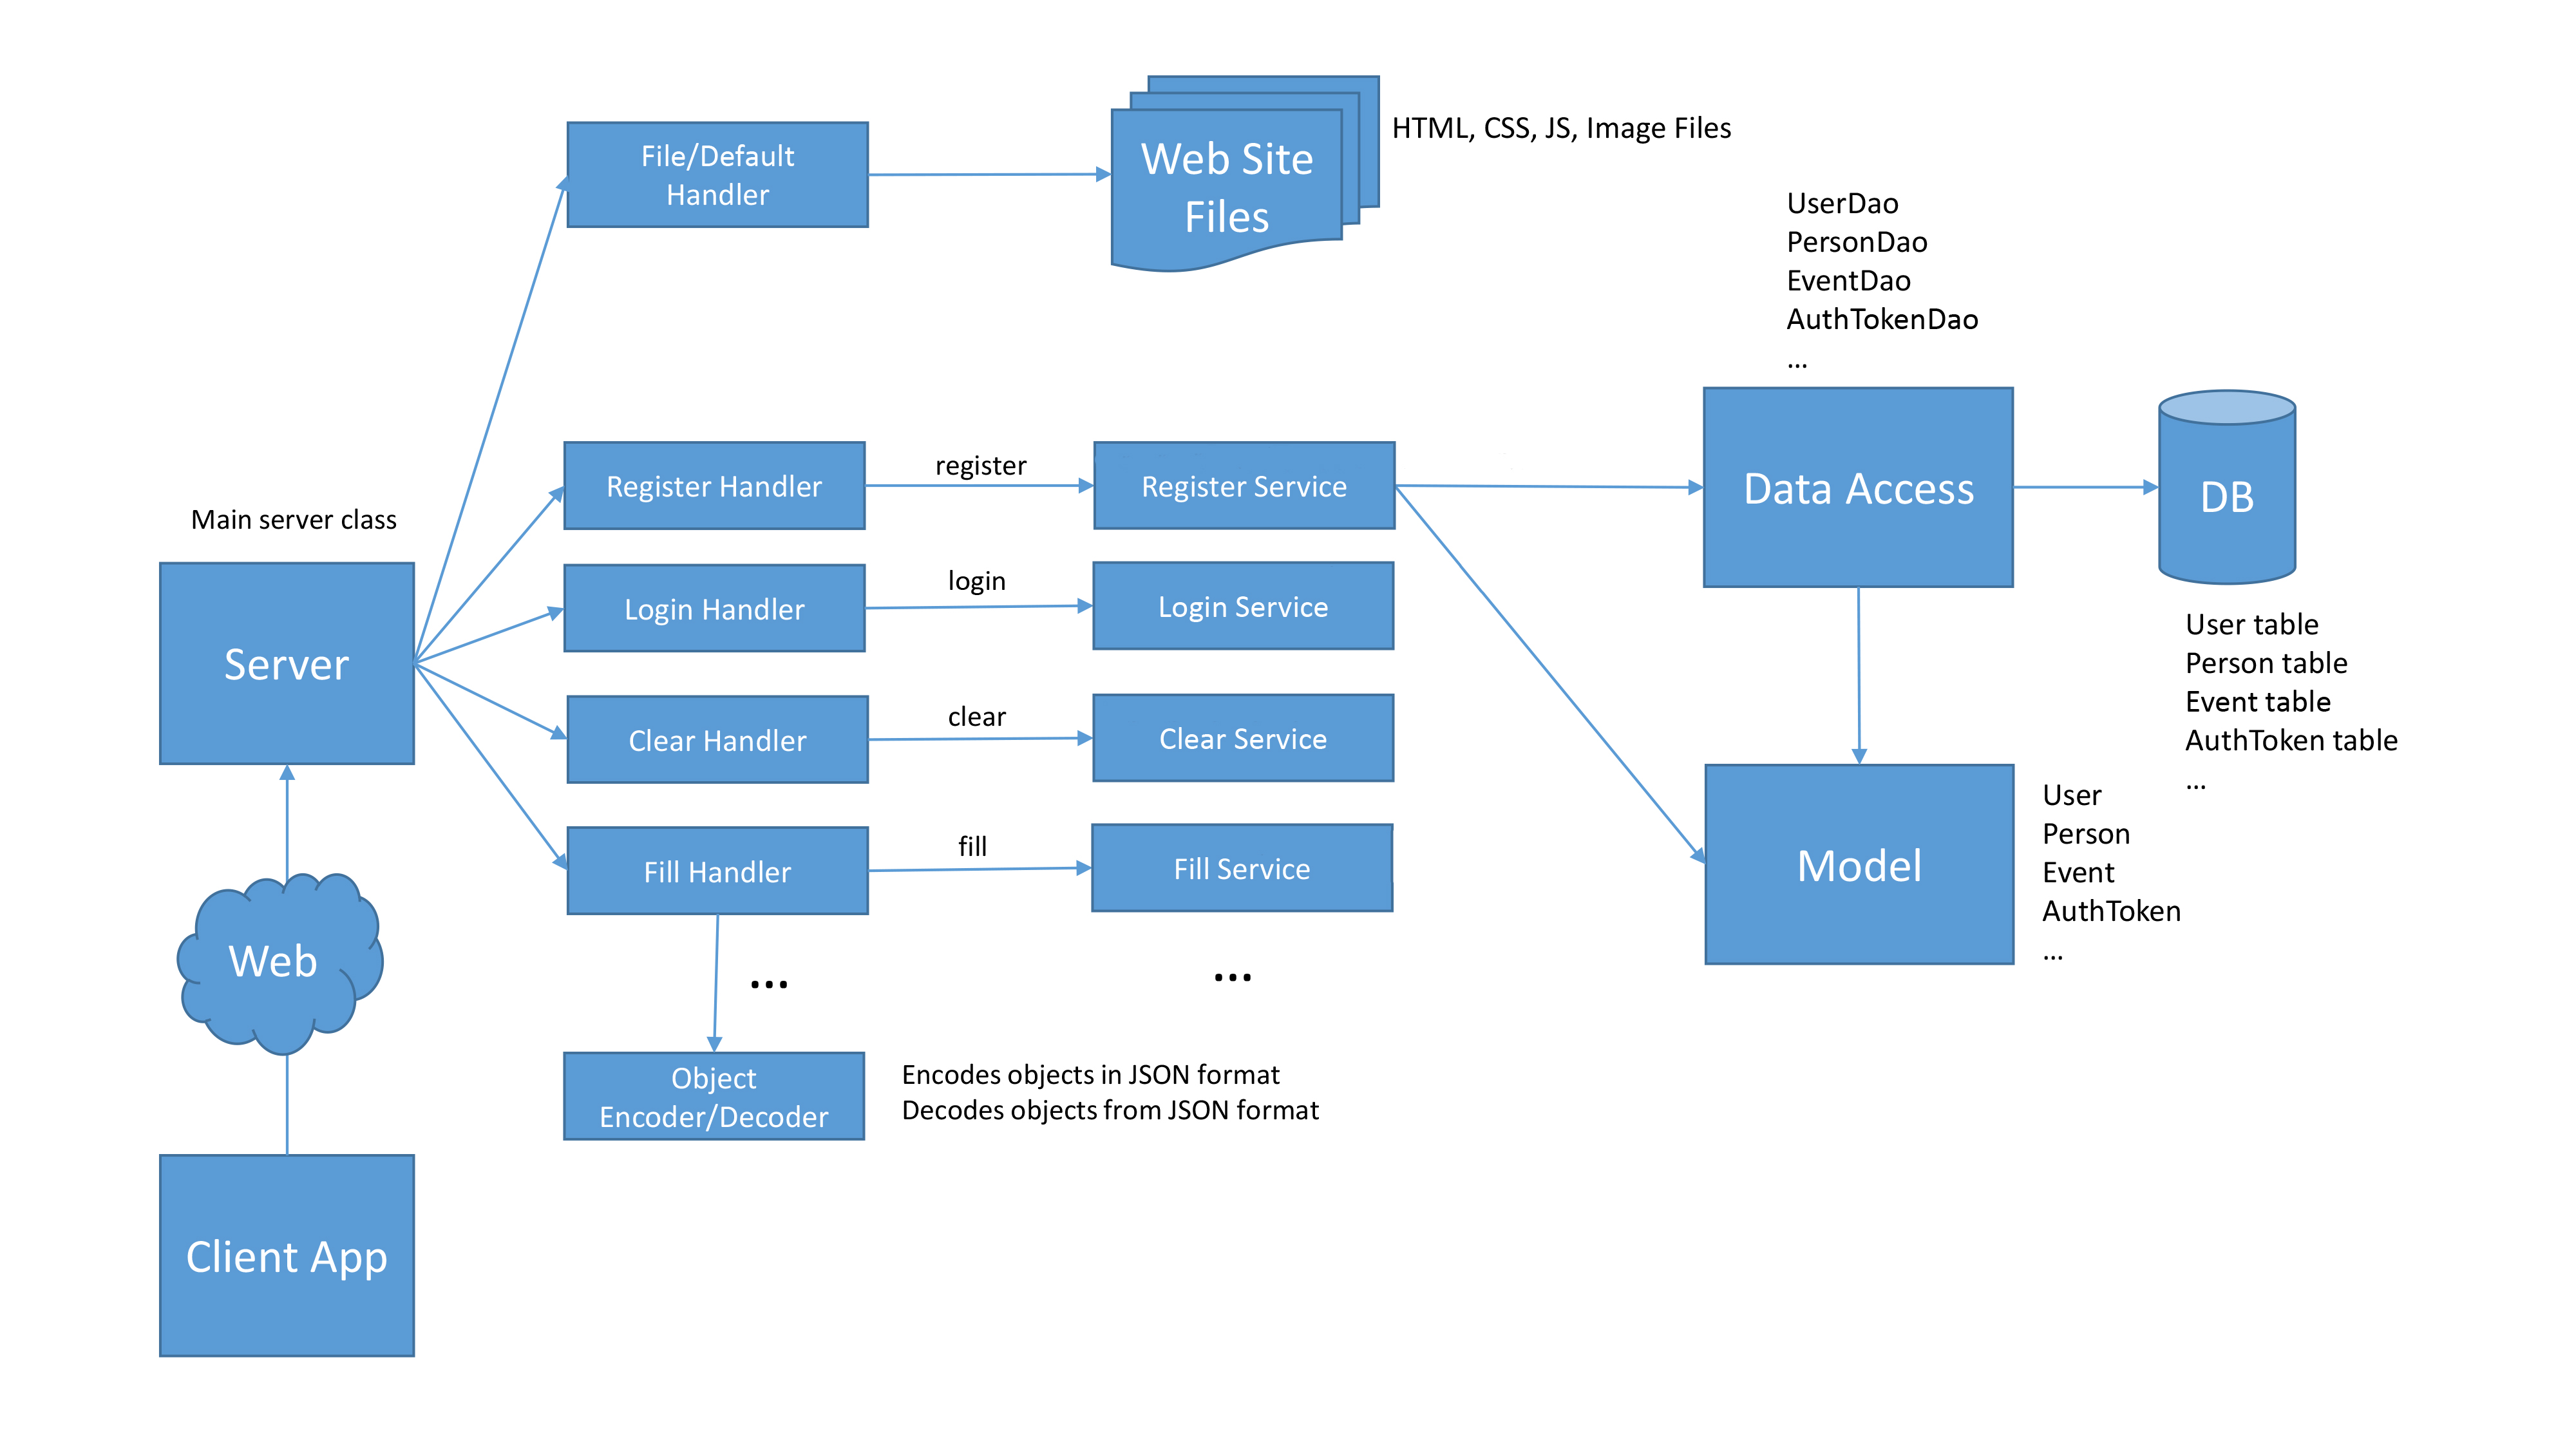 File/Default
Handler
Web Site
Files
HTML, CSS, JS, Image Files
UserDao
PersonDao
EventDao
AuthTokenDao
...
Main server class
Server
Register Handler
register
Register Service
Data Access
DB
Login Handler
login
Login Service
Clear Handler
clear
Clear Service
Fill Handler
fill
Fill Service
...
...
User table
Person table
Event table
AuthToken table
...
Model
User
Person
Event
AuthToken
...
Web
Object
Encoder/Decoder
Encodes objects in JSON format
Decodes objects from JSON format
Client App